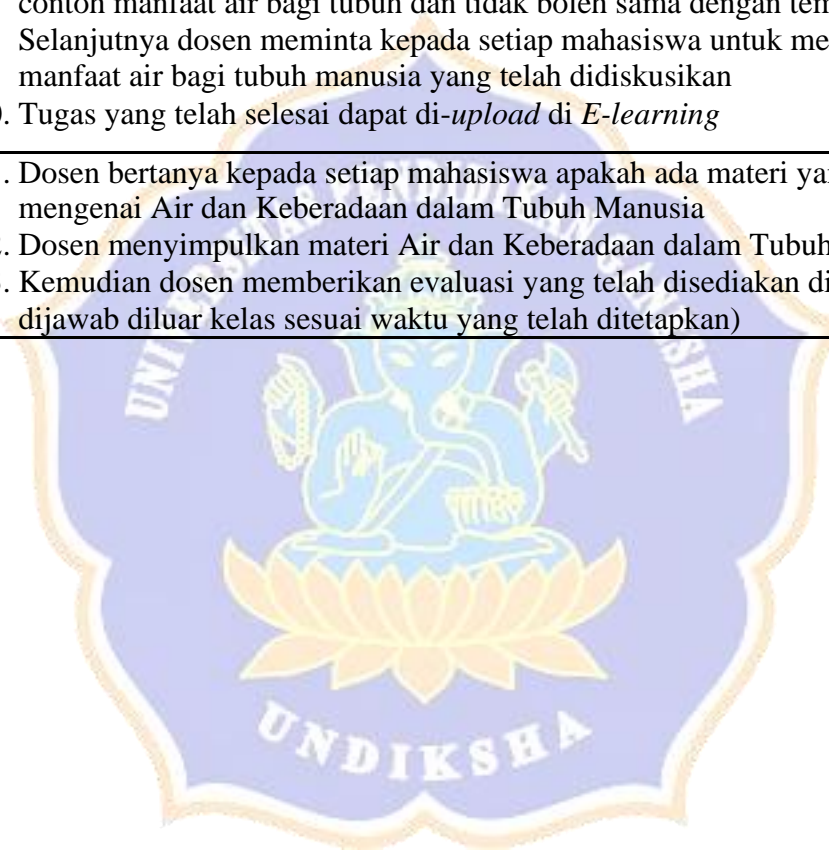 contoh manfaat air bagi tubuh dan tidak boleh sama dengan
Selanjutnya dosen meminta kepada setiap mahasiswa untuk
manfaat air bagi tubuh manusia yang telah didiskusikan
. Tugas yang telah selesai dapat di-upload di E-learning
. Dosen bertanya kepada setiap mahasiswa apakah ada materi
mengenai Air dan Keberadaan dalam Tubuh Manusia
. Dosen menyimpulkan materi Air dan Keberadaan dalam Tubuh
. Kemudian dosen memberikan evaluasi yang telah disediakan
dijawab diluar kelas sesuai waktu yang telah ditetapkan)
UNIVERSITAS PENDIDIKAN GANESHA
UNDIKSHA